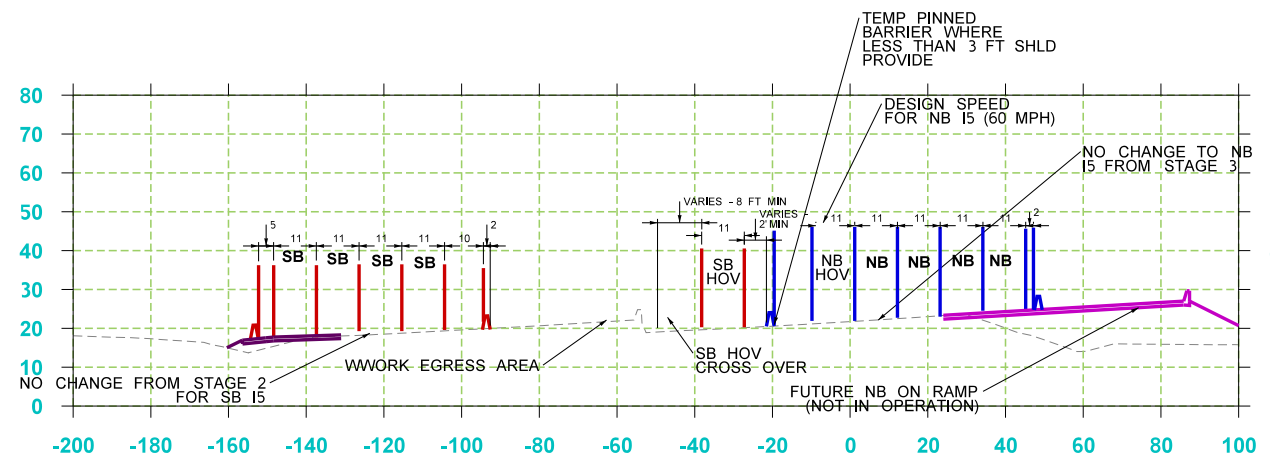 TEMP PINNED
BARRIER WHERE
LESS THAN 3 FT SHLD
PROVIDE
DESIGN SPEED
FOR NB I5 (60 MPH)
NO CHANGE TO NB
I5 FROM STAGE 3
80
70
60
50
40
30
20
10
0
VARIES - 8 FT MIN
VARIES -
2' MIN
5
11
11
11
11
10
2
11
11
11
11
11
11
2
SB
SB
SB
SB
SB
HOV
NB
HOV
NB
NB
NB
NB
WWORK EGRESS AREA
SB HOV
CROSS OVER
NO CHANGE FROM STAGE 2
FOR SB I5
FUTURE NB ON RAMP
(NOT IN OPERATION)
-200
-180
-160
-140
-120
-100
-80
-60
-40
-20
0
20
40
60
80
100